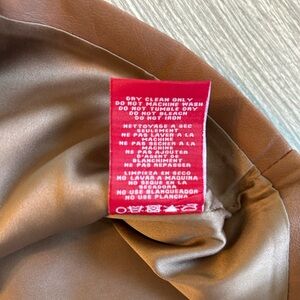 DRY CLEAN ONLY
DO NOT MACHINE WASH
DO NOT TUMBLE DRY
DO NOT BLEACH
DO NOT IRON
NETTOYAGE A SEC
SEULEMENT
NE PAS LAVER A LA
MACHINE
NE PAS SECHER A LA
MACHINE
NE PAS AJOUTER
D'AGENT DE
BLANCHIMENT
NE PAS REPASSER
LIMPIEZA EN SECO
NO LAVAR A MAQUINA
NO SEQUE EN LA
SECADORA
NO USE BLANQUEADOR
NO USE PLANCHA